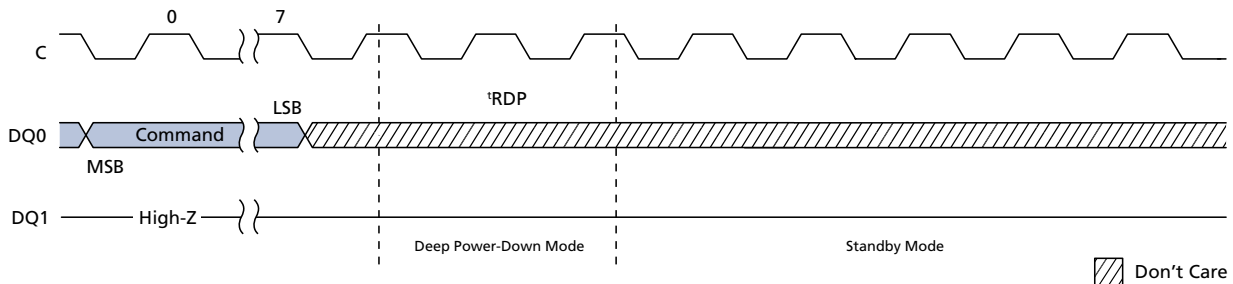 0 7
C
LSB
ᵗRDP
DQ0 Command
MSB
DQ1 High-Z
Deep Power-Down Mode Standby Mode
Don't Care